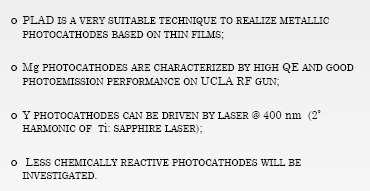 o PLAD IS A VERY SUITABLE TECHNIQUE TO REALIZE METALLIC
PHOTOCATHODES BASED ON THIN FILMS;
o Mg PHOTOCATHODES ARE CHARACTERIZED BY HIGH QE AND GOOD
PHOTOEMISSION PERFORMANCE ON UCLA RF GUN;
o Y PHOTOCATHODES CAN BE DRIVEN BY LASER @ 400 nm (2°
HARMONIC OF Ti: SAPPHIRE LASER);
o LESS CHEMICALLY REACTIVE PHOTOCATHODES WILL BE
INVESTIGATED.